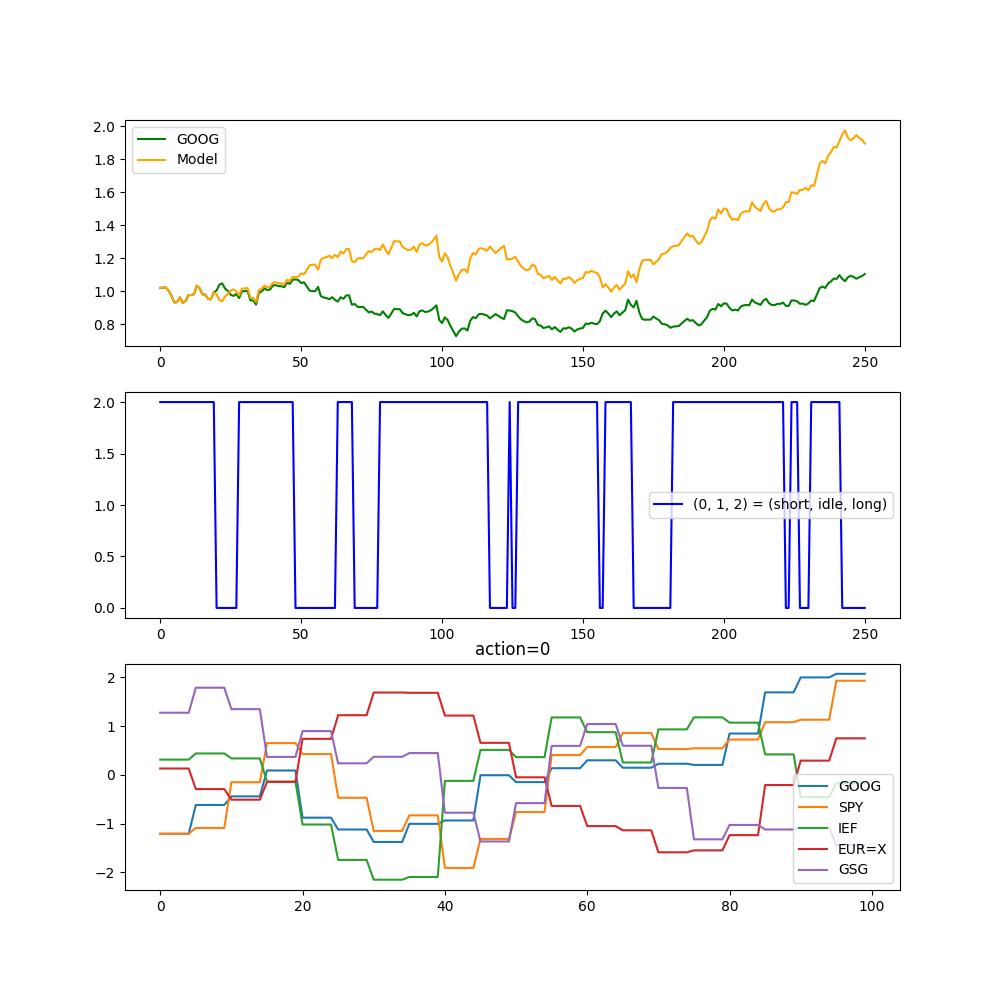 2.0
1.8
1.6
1.4
1.2
1.0
0.8
GOOG
Model
0 50 100 150 200 250
2.0
1.5
1.0
0.5
0.0
(0, 1, 2) = (short, idle, long)
0 50 100 150 200 250
action=0
2
1
0
−1
−2
GOOG
SPY
IEF
EUR=X
GSG
0 20 40 60 80 100